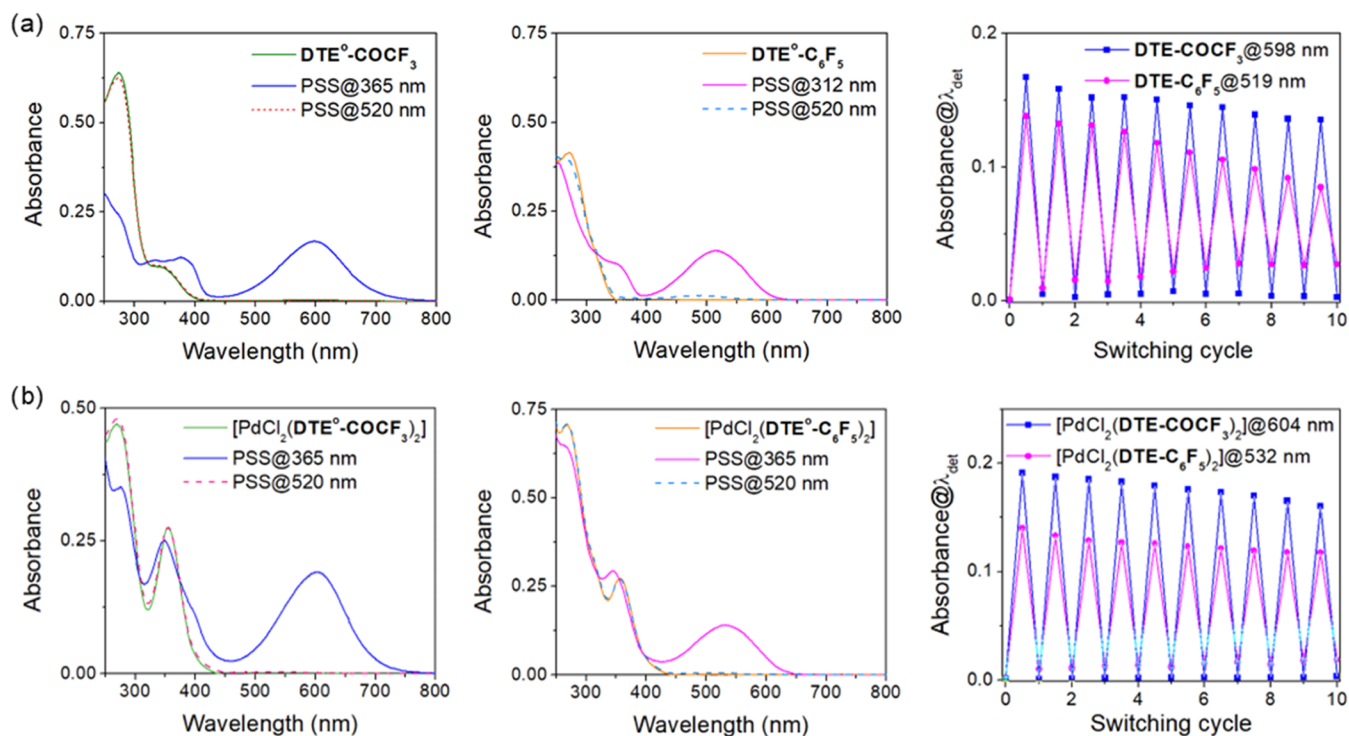 (a)
0.75
0.50
0.25
0.00
Absorbance
300 400 500 600 700 800
Wavelength (nm)
DTE°-COCF₃
PSS@365 nm
PSS@520 nm
0.75
0.50
0.25
0.00
Absorbance
300 400 500 600 700 800
Wavelength (nm)
DTE°-C₆F₅
PSS@312 nm
PSS@520 nm
0.2
0.1
0.0
Absorbance@λdet
0 2 4 6 8 10
Switching cycle
DTE-COCF₃@598 nm
DTE-C₆F₅@519 nm
(b)
0.50
0.25
0.00
Absorbance
300 400 500 600 700 800
Wavelength (nm)
[PdCl₂(DTE°-COCF₃)₂]
PSS@365 nm
PSS@520 nm
0.75
0.50
0.25
0.00
Absorbance
300 400 500 600 700 800
Wavelength (nm)
[PdCl₂(DTE°-C₆F₅)₂]
PSS@365 nm
PSS@520 nm
0.2
0.1
0.0
Absorbance@λdet
0 2 4 6 8 10
Switching cycle
[PdCl₂(DTE-COCF₃)₂]@604 nm
[PdCl₂(DTE-C₆F₅)₂]@532 nm